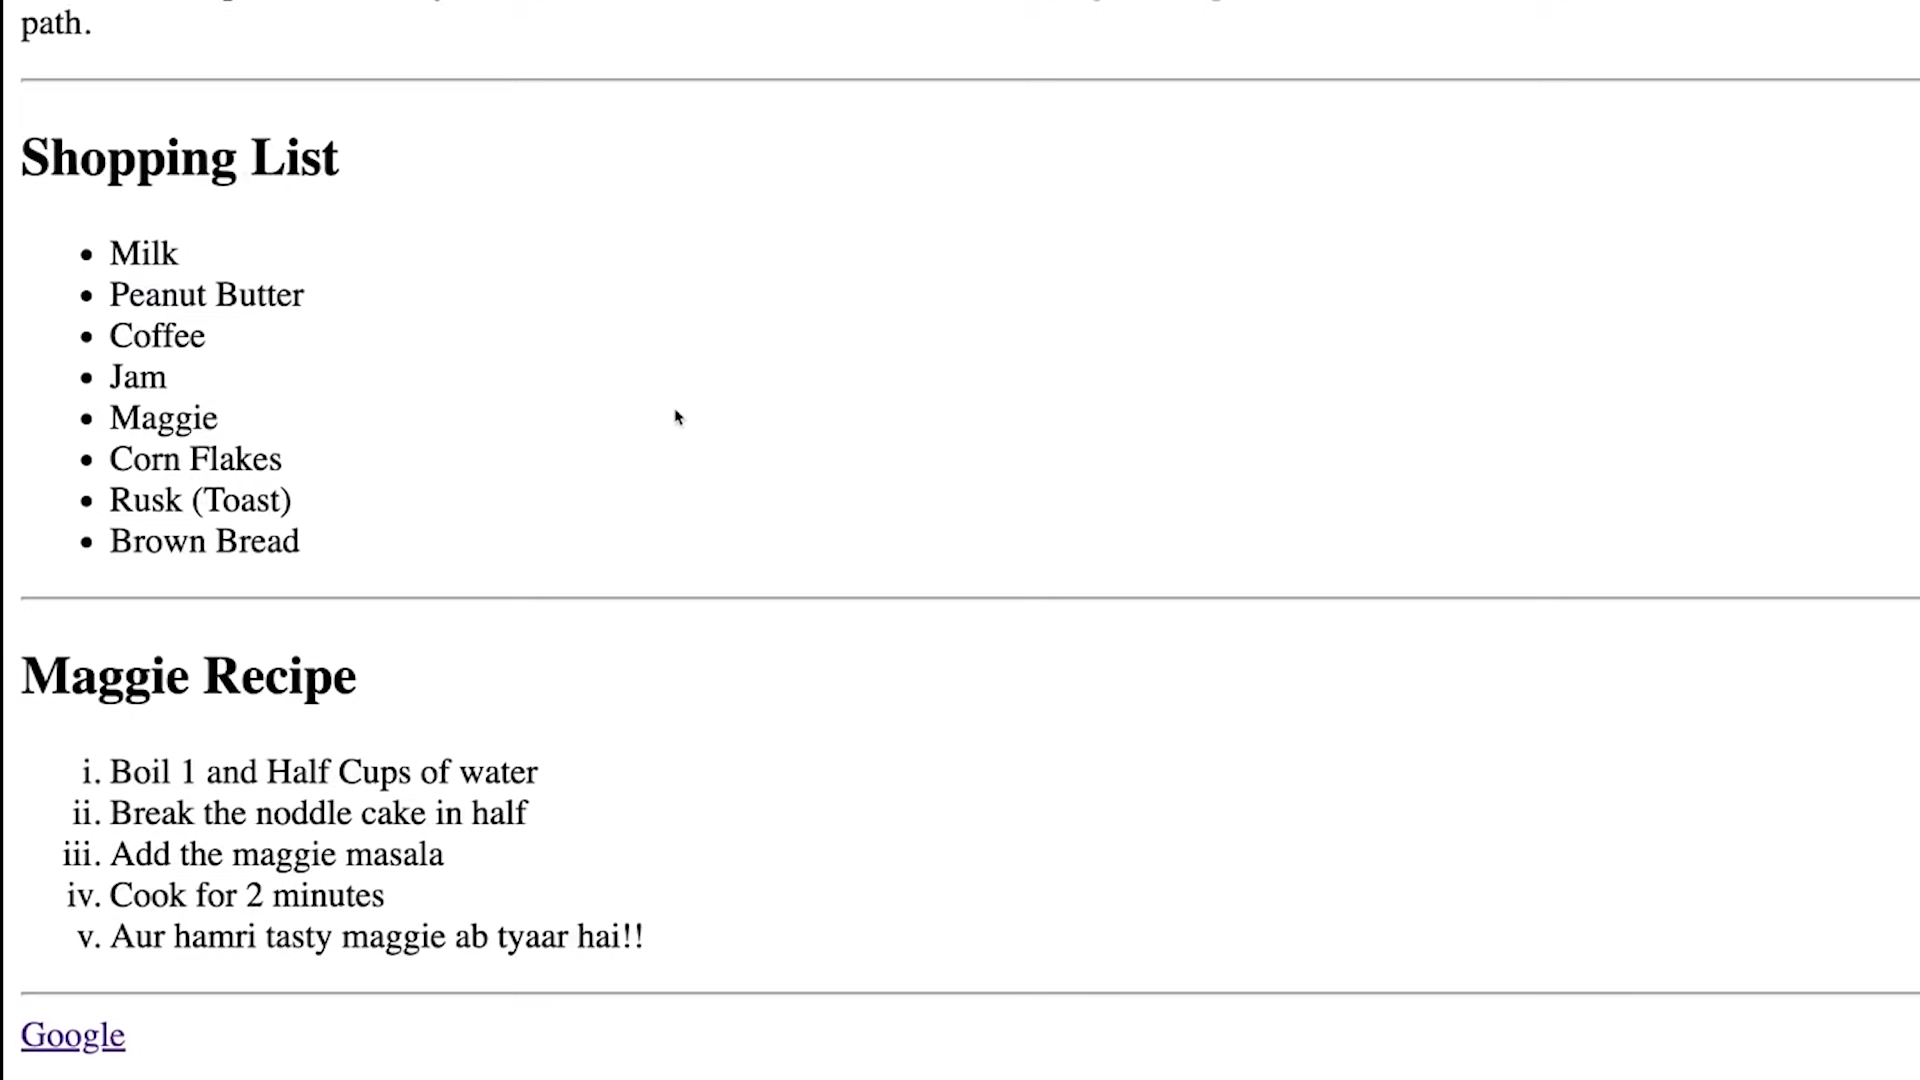 path.
Shopping List
• Milk
• Peanut Butter
• Coffee
• Jam
• Maggie
• Corn Flakes
• Rusk (Toast)
• Brown Bread
Maggie Recipe
i. Boil 1 and Half Cups of water
ii. Break the noddle cake in half
iii. Add the maggie masala
iv. Cook for 2 minutes
v. Aur hamri tasty maggie ab tyaar hai!!
Google